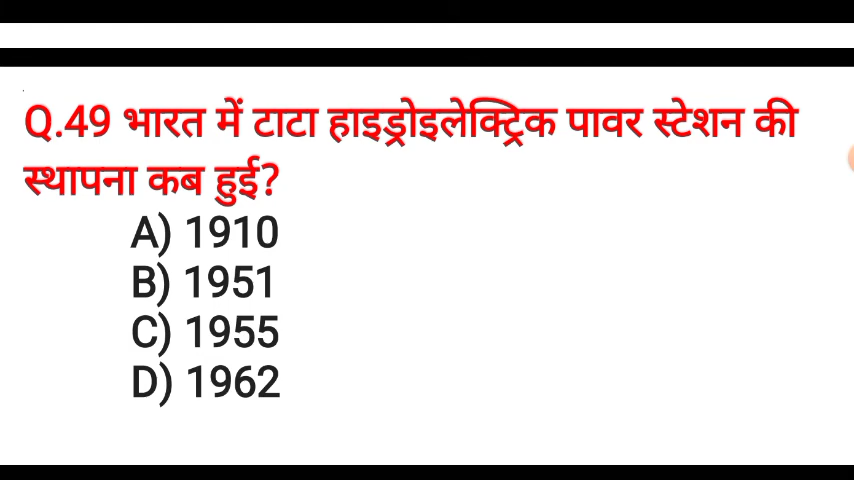 Q.49 भारत में टाटा हाइड्रोइलेक्ट्रिक पावर स्टेशन की
स्थापना कब हुई?
A) 1910
B) 1951
C) 1955
D) 1962